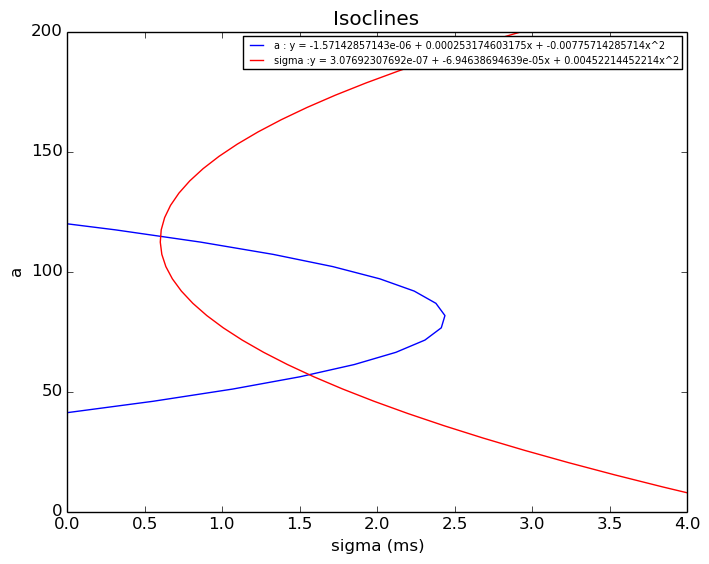 Isoclines
a : y = -1.57142857143e-06 + 0.000253174603175x + -0.00775714285714x^2
sigma :y = 3.07692307692e-07 + -6.94638694639e-05x + 0.00452214452214x^2
200
150
100
50
0
a
0.0 0.5 1.0 1.5 2.0 2.5 3.0 3.5 4.0
sigma (ms)